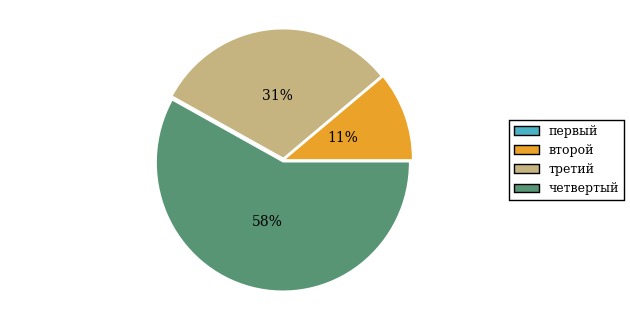 31%
11%
58%
первый
второй
третий
четвертый